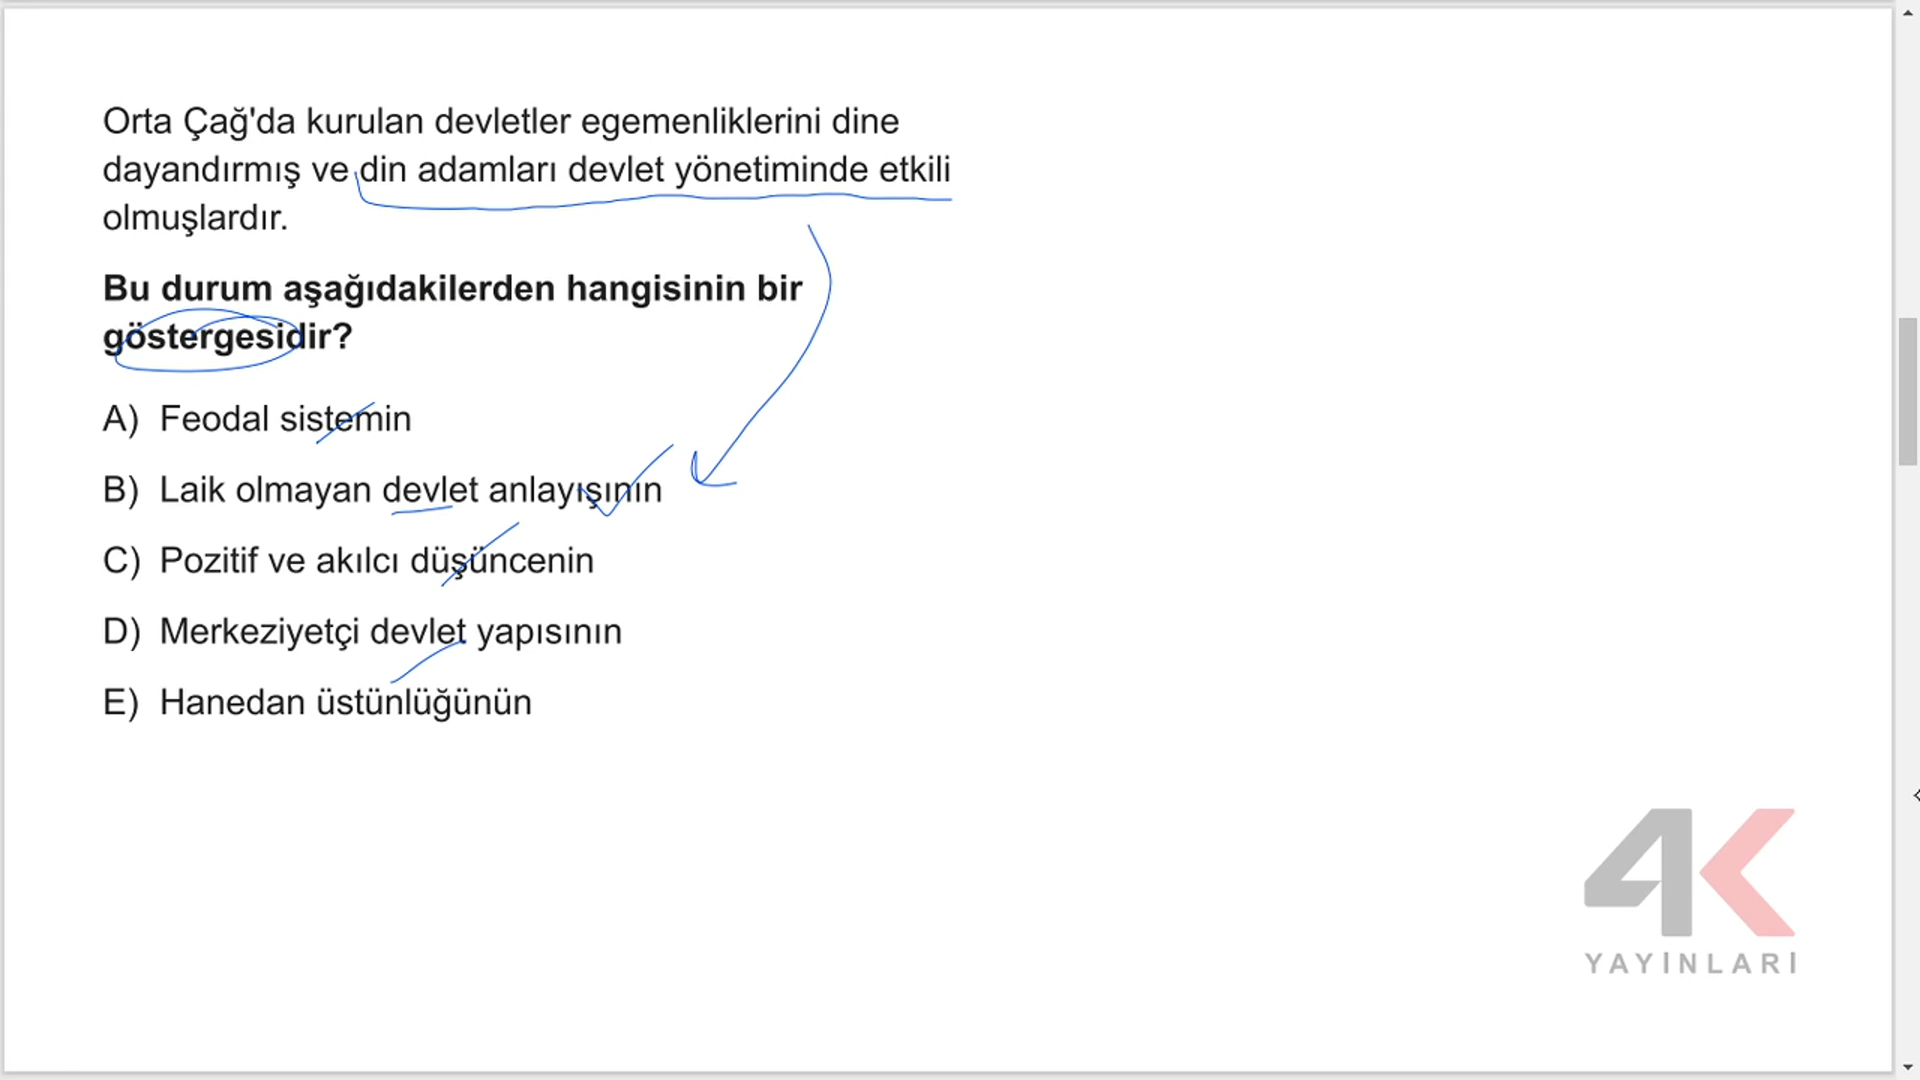 Orta Çağ'da kurulan devletler egemenliklerini dine
dayandırmış ve din adamları devlet yönetiminde etkili
olmuşlardır.
Bu durum aşağıdakilerden hangisinin bir
göstergesidir?
A) Feodal sistemin
B) Laik olmayan devlet anlayışının
C) Pozitif ve akılcı düşüncenin
D) Merkeziyetçi devlet yapısının
E) Hanedan üstünlüğünün
4K
YAYINLARI